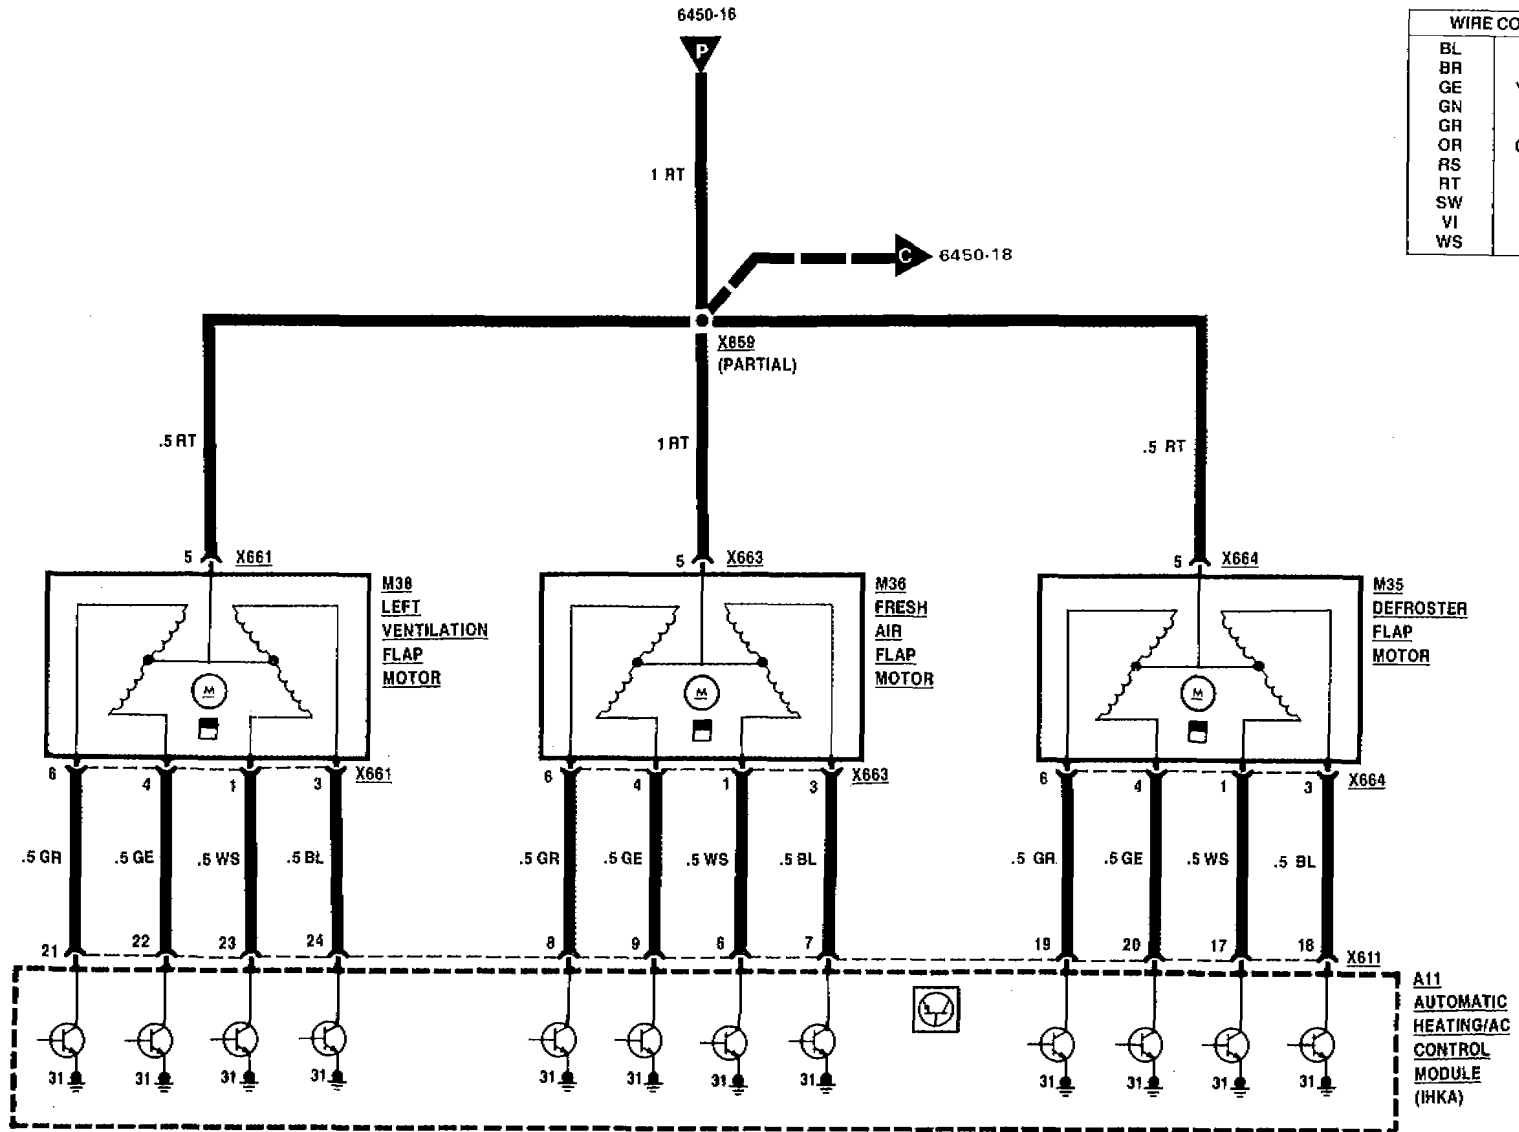 6450-16
P
WIRE CO
BL
BR
GE
GN
GR
OR
RS
RT
SW
VI
WS
1 RT
C 6450-18
X859
(PARTIAL)
.5 RT
1 RT
.5 RT
5 X661
5 X663
5 X664
M38
LEFT
VENTILATION
FLAP
MOTOR
M36
FRESH
AIR
FLAP
MOTOR
M35
DEFROSTER
FLAP
MOTOR
M
M
M
6 4 1 3 X661
6 4 1 3 X663
6 4 1 3 X664
.5 GR .5 GE .5 WS .5 BL
.5 GR .5 GE .5 WS .5 BL
.5 GR .5 GE .5 WS .5 BL
21 22 23 24
8 9 6 7
19 20 17 18 X611
A11
AUTOMATIC
HEATING/AC
CONTROL
MODULE
(IHKA)
31 31 31 31
31 31 31 31
31 31 31 31